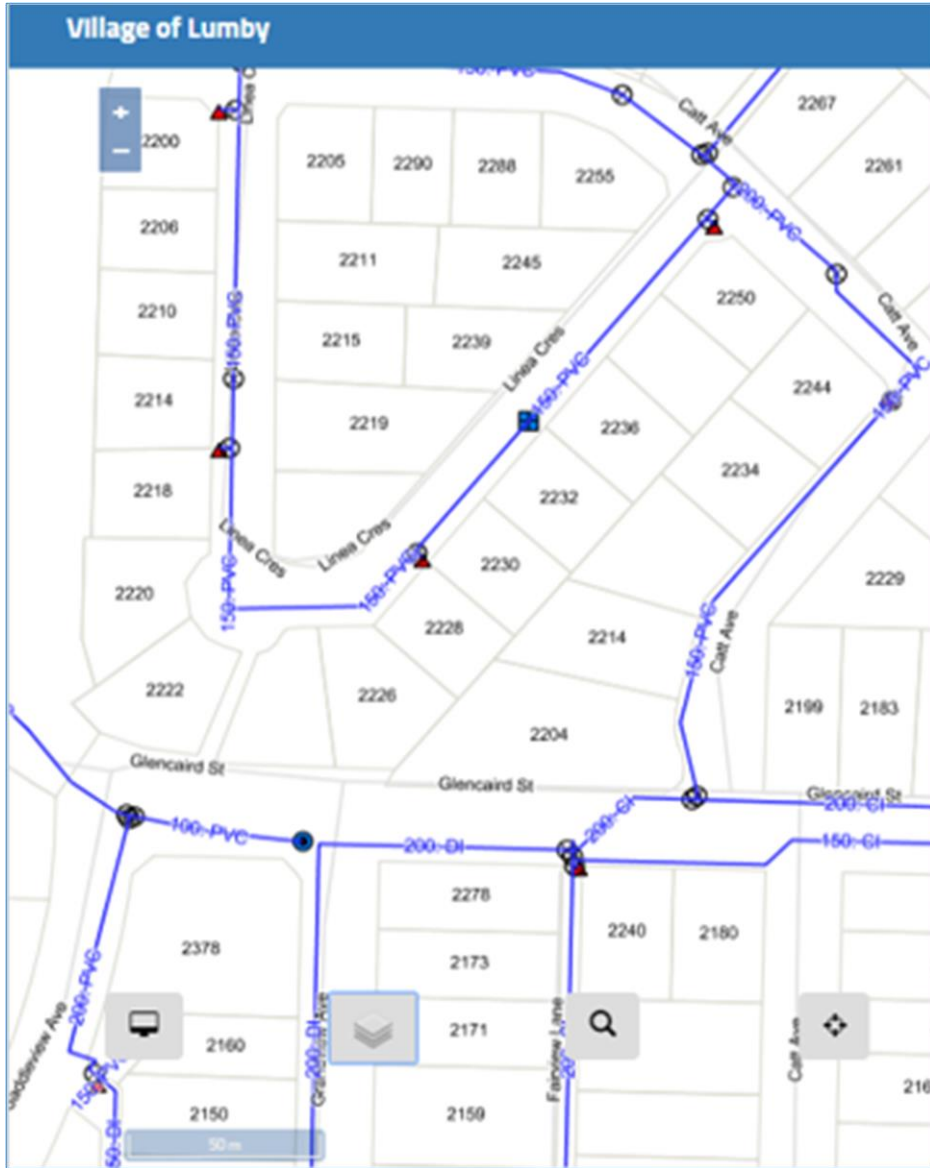 Village of Lumby
150: PVC
Linea C
Catt Ave
2267
+
−
2200
2205
2290
2288
2255
2261
200: PVC
2206
2211
2245
2250
2210
150: PVC
2215
2239
Linea Cres
Catt Ave
150: PVC
150: PVC
2244
2214
2219
2236
2234
2218
2232
Linea Cres
Linea Cres
2230
2220
150: PVC
150: PVC
2229
2228
2214
150: PVC
Catt Ave
2222
2226
2204
2199
2183
Glencaird St
Glencaird St
Glencaird St
200: CI
200: CI
100: PVC
200: DI
150: CI
2278
2378
2240
2180
2173
200: PVC
2171
2160
200: DI
Fairview Lane
Catt Ave
2150
2159
50 m